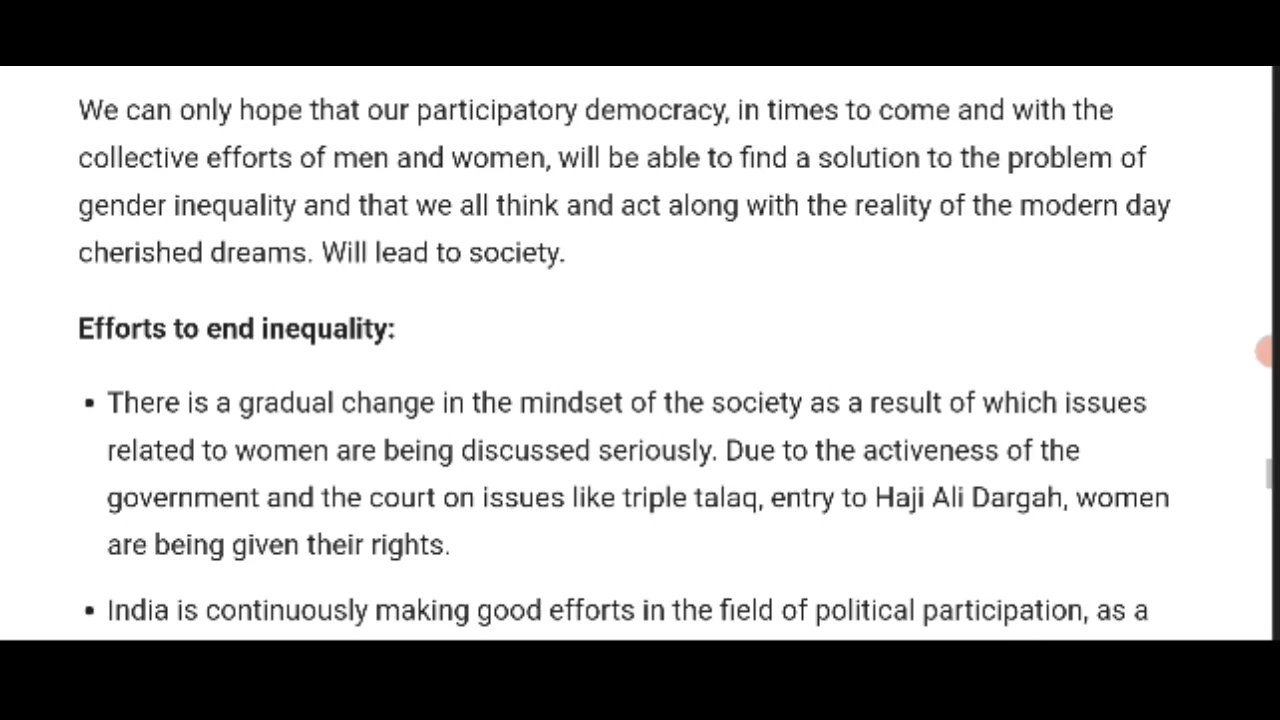 We can only hope that our participatory democracy, in times to come and with the
collective efforts of men and women, will be able to find a solution to the problem of
gender inequality and that we all think and act along with the reality of the modern day
cherished dreams. Will lead to society.
Efforts to end inequality:
• There is a gradual change in the mindset of the society as a result of which issues
related to women are being discussed seriously. Due to the activeness of the
government and the court on issues like triple talaq, entry to Haji Ali Dargah, women
are being given their rights.
• India is continuously making good efforts in the field of political participation, as a